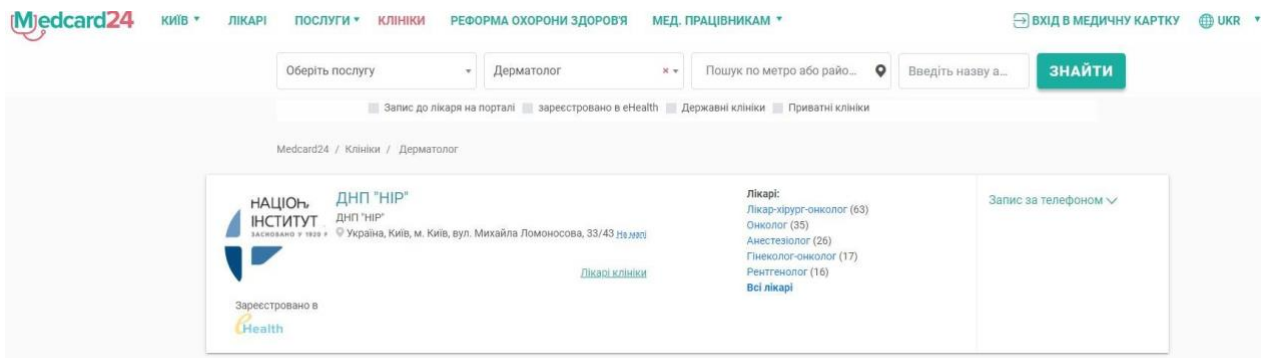 Medcard24 КИЇВ ЛІКАРІ ПОСЛУГИ КЛІНІКИ РЕФОРМА ОХОРОНИ ЗДОРОВ'Я МЕД. ПРАЦІВНИКАМ ВХІД В МЕДИЧНУ КАРТКУ UKR
Оберіть послугу Дерматолог × Пошук по метро або райо... Введіть назву а... ЗНАЙТИ
Запис до лікаря на порталі зареєстровано в eHealth Державні клініки Приватні клініки
Medcard24 / Клініки / Дерматолог
НАЦІОН
ІНСТИТУТ
ЗАСНОВАНО У 1920 Р
ДНП "НІР"
ДНП "НІР"
Україна, Київ, м. Київ, вул. Михайла Ломоносова, 33/43 На мапі
Лікарі клініки
Зареєстровано в
eHealth
Лікарі:
Лікар-хірург-онколог (63)
Онколог (35)
Анестезіолог (26)
Гінеколог-онколог (17)
Рентгенолог (16)
Всі лікарі
Запис за телефоном